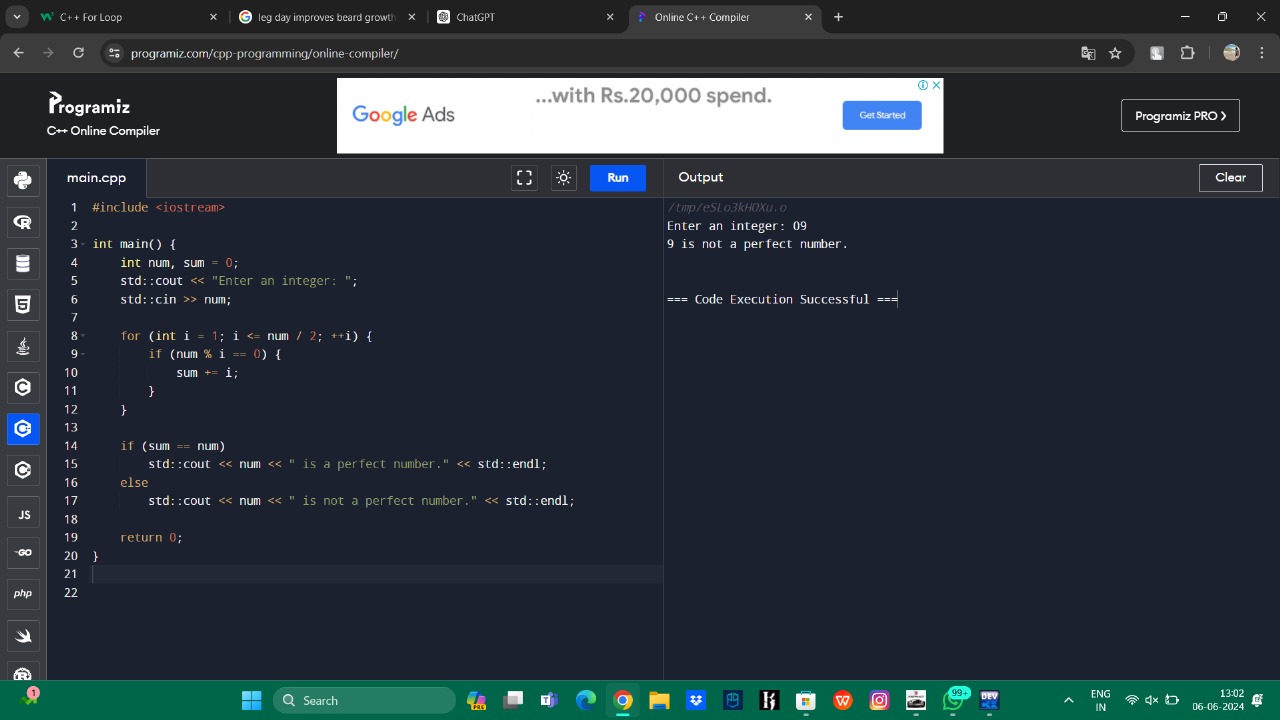 C++ For Loop
leg day improves beard growth
ChatGPT
Online C++ Compiler
programiz.com/cpp-programming/online-compiler/
Programiz
C++ Online Compiler
Google Ads
...with Rs.20,000 spend.
Get Started
Programiz PRO
main.cpp
Run
Output
Clear
1 #include <iostream>
2
3 int main() {
4 int num, sum = 0;
5 std::cout << "Enter an integer: ";
6 std::cin >> num;
7
8 for (int i = 1; i <= num / 2; ++i) {
9 if (num % i == 0) {
10 sum += i;
11 }
12 }
13
14 if (sum == num)
15 std::cout << num << " is a perfect number." << std::endl;
16 else
17 std::cout << num << " is not a perfect number." << std::endl;
18
19 return 0;
20 }
21
22
/tmp/eSLo3kHOXu.o
Enter an integer: 09
9 is not a perfect number.
=== Code Execution Successful ===
JS
GO
php
1
Search
PRE
99+
DEV
ENG
IN
13:02
06-06-2024